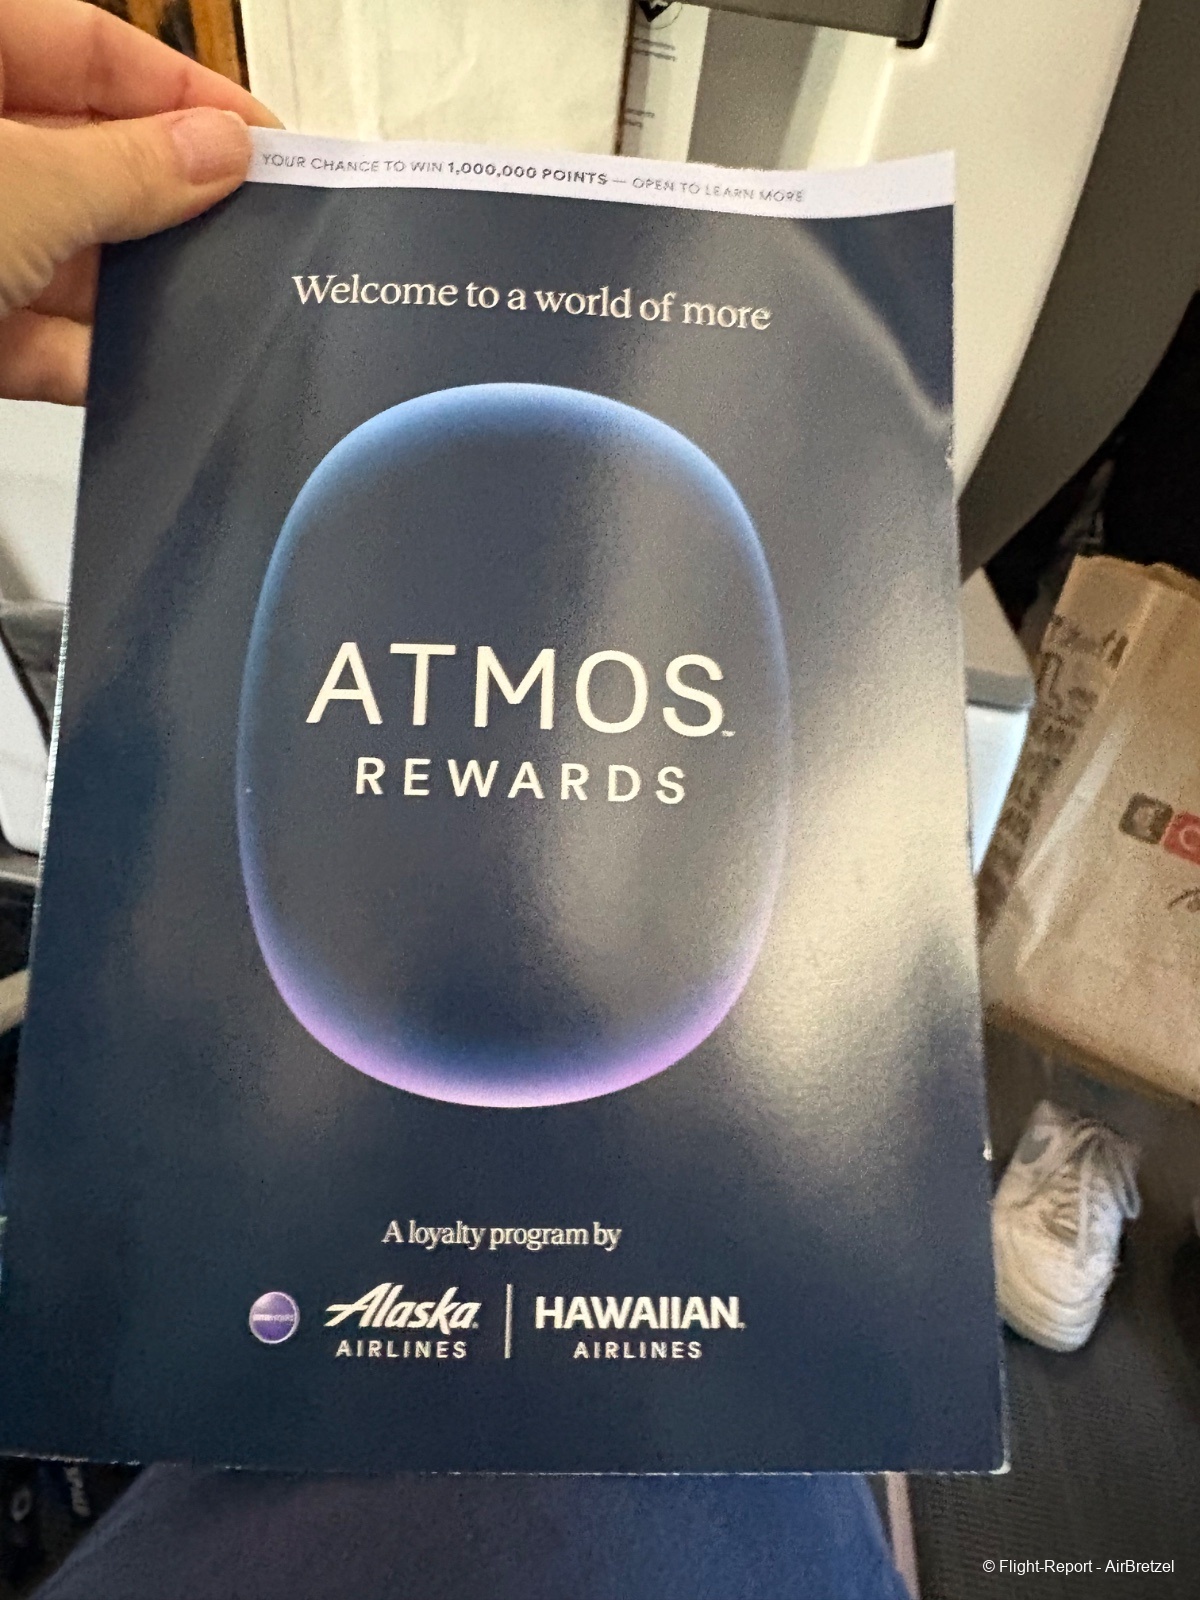 YOUR CHANCE TO WIN 1,000,000 POINTS — OPEN TO LEARN MORE
Welcome to a world of more
ATMOS™
REWARDS
A loyalty program by
Alaska®
AIRLINES
HAWAIIAN®
AIRLINES
© Flight-Report - AirBretzel